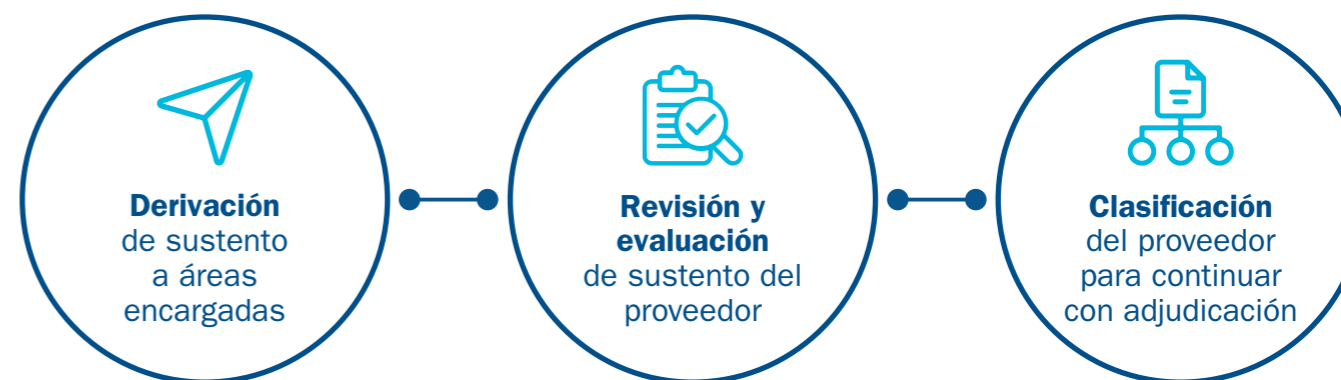 Derivación
de sustento
a áreas
encargadas
Revisión y
evaluación
de sustento del
proveedor
Clasificación
del proveedor
para continuar
con adjudicación